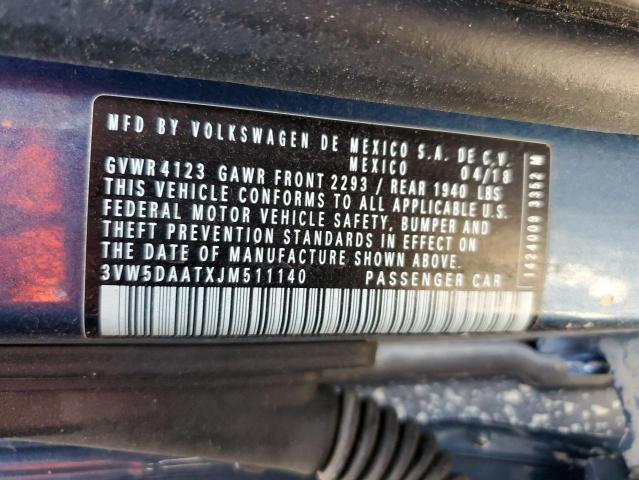 MFD BY VOLKSWAGEN DE MEXICO S.A. DE C.V.
MEXICO 04/18
GVWR 4123 GAWR FRONT 2293 / REAR 1940 LBS
THIS VEHICLE CONFORMS TO ALL APPLICABLE U.S.
FEDERAL MOTOR VEHICLE SAFETY, BUMPER AND
THEFT PREVENTION STANDARDS IN EFFECT ON
THE DATE OF MANUFACTURE SHOWN ABOVE.
3VW5DAATXJM511140 PASSENGER CAR
1424009 3852 M